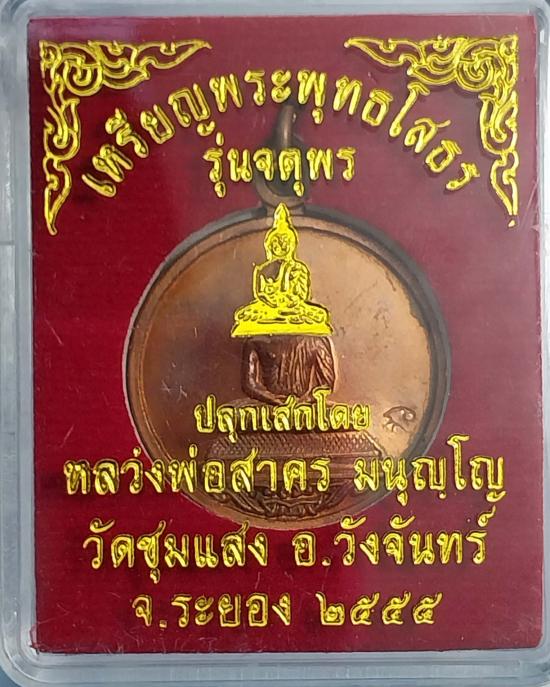 เหรียญพระพุทธโสธร
รุ่นจตุพร
ปลุกเสกโดย
หลวงพ่อสาคร มนุญฺโญ
วัดชุมแสง อ.วังจันทร์
จ.ระยอง ๒๕๕๕